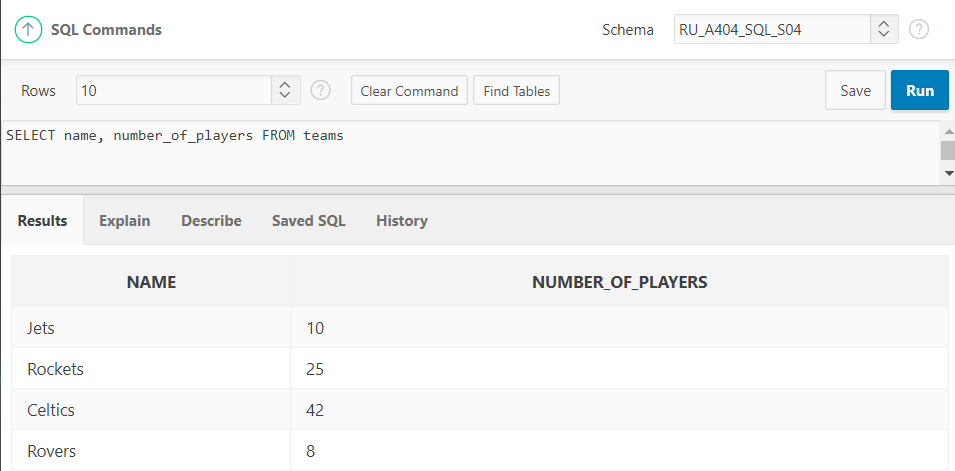 SQL Commands Schema RU_A404_SQL_S04 ?
Rows 10 ? Clear Command Find Tables Save Run
SELECT name, number_of_players FROM teams
Results Explain Describe Saved SQL History
NAME NUMBER_OF_PLAYERS
Jets 10
Rockets 25
Celtics 42
Rovers 8